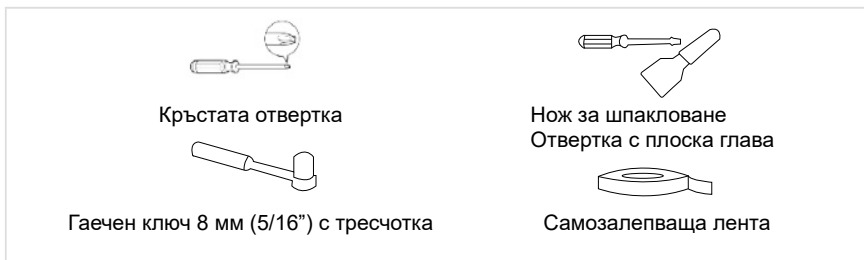 Кръстата отвертка
Нож за шпакловане
Отвертка с плоска глава
Гаечен ключ 8 мм (5/16”) с тресчотка
Самозалепваща лента